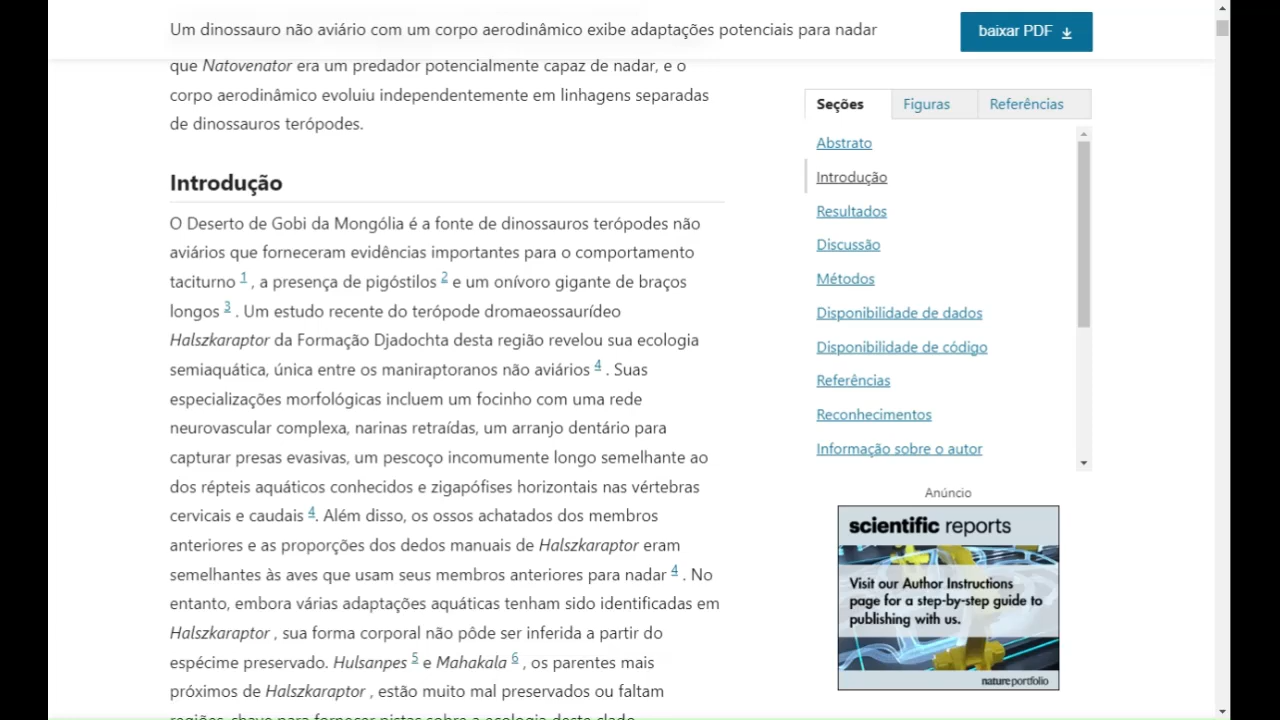 Um dinossauro não aviário com um corpo aerodinâmico exibe adaptações potenciais para nadar
baixar PDF
que Natovenator era um predador potencialmente capaz de nadar, e o
corpo aerodinâmico evoluiu independentemente em linhagens separadas
de dinossauros terópodes.
Introdução
O Deserto de Gobi da Mongólia é a fonte de dinossauros terópodes não
aviários que forneceram evidências importantes para o comportamento
taciturno 1 , a presença de pigóstilos 2 e um onívoro gigante de braços
longos 3 . Um estudo recente do terópode dromaeossaurídeo
Halszkaraptor da Formação Djadochta desta região revelou sua ecologia
semiaquática, única entre os maniraptoranos não aviários 4 . Suas
especializações morfológicas incluem um focinho com uma rede
neurovascular complexa, narinas retraídas, um arranjo dentário para
capturar presas evasivas, um pescoço incomumente longo semelhante ao
dos répteis aquáticos conhecidos e zigapófises horizontais nas vértebras
cervicais e caudais 4. Além disso, os ossos achatados dos membros
anteriores e as proporções dos dedos manuais de Halszkaraptor eram
semelhantes às aves que usam seus membros anteriores para nadar 4 . No
entanto, embora várias adaptações aquáticas tenham sido identificadas em
Halszkaraptor , sua forma corporal não pôde ser inferida a partir do
espécime preservado. Hulsanpes 5 e Mahakala 6 , os parentes mais
próximos de Halszkaraptor , estão muito mal preservados ou faltam
regiões-chave para fornecer pistas sobre a ecologia deste clado
Seções
Figuras
Referências
Abstrato
Introdução
Resultados
Discussão
Métodos
Disponibilidade de dados
Disponibilidade de código
Referências
Reconhecimentos
Informação sobre o autor
Anúncio
scientific reports
Visit our Author Instructions
page for a step-by-step guide to
publishing with us.
natureportfolio